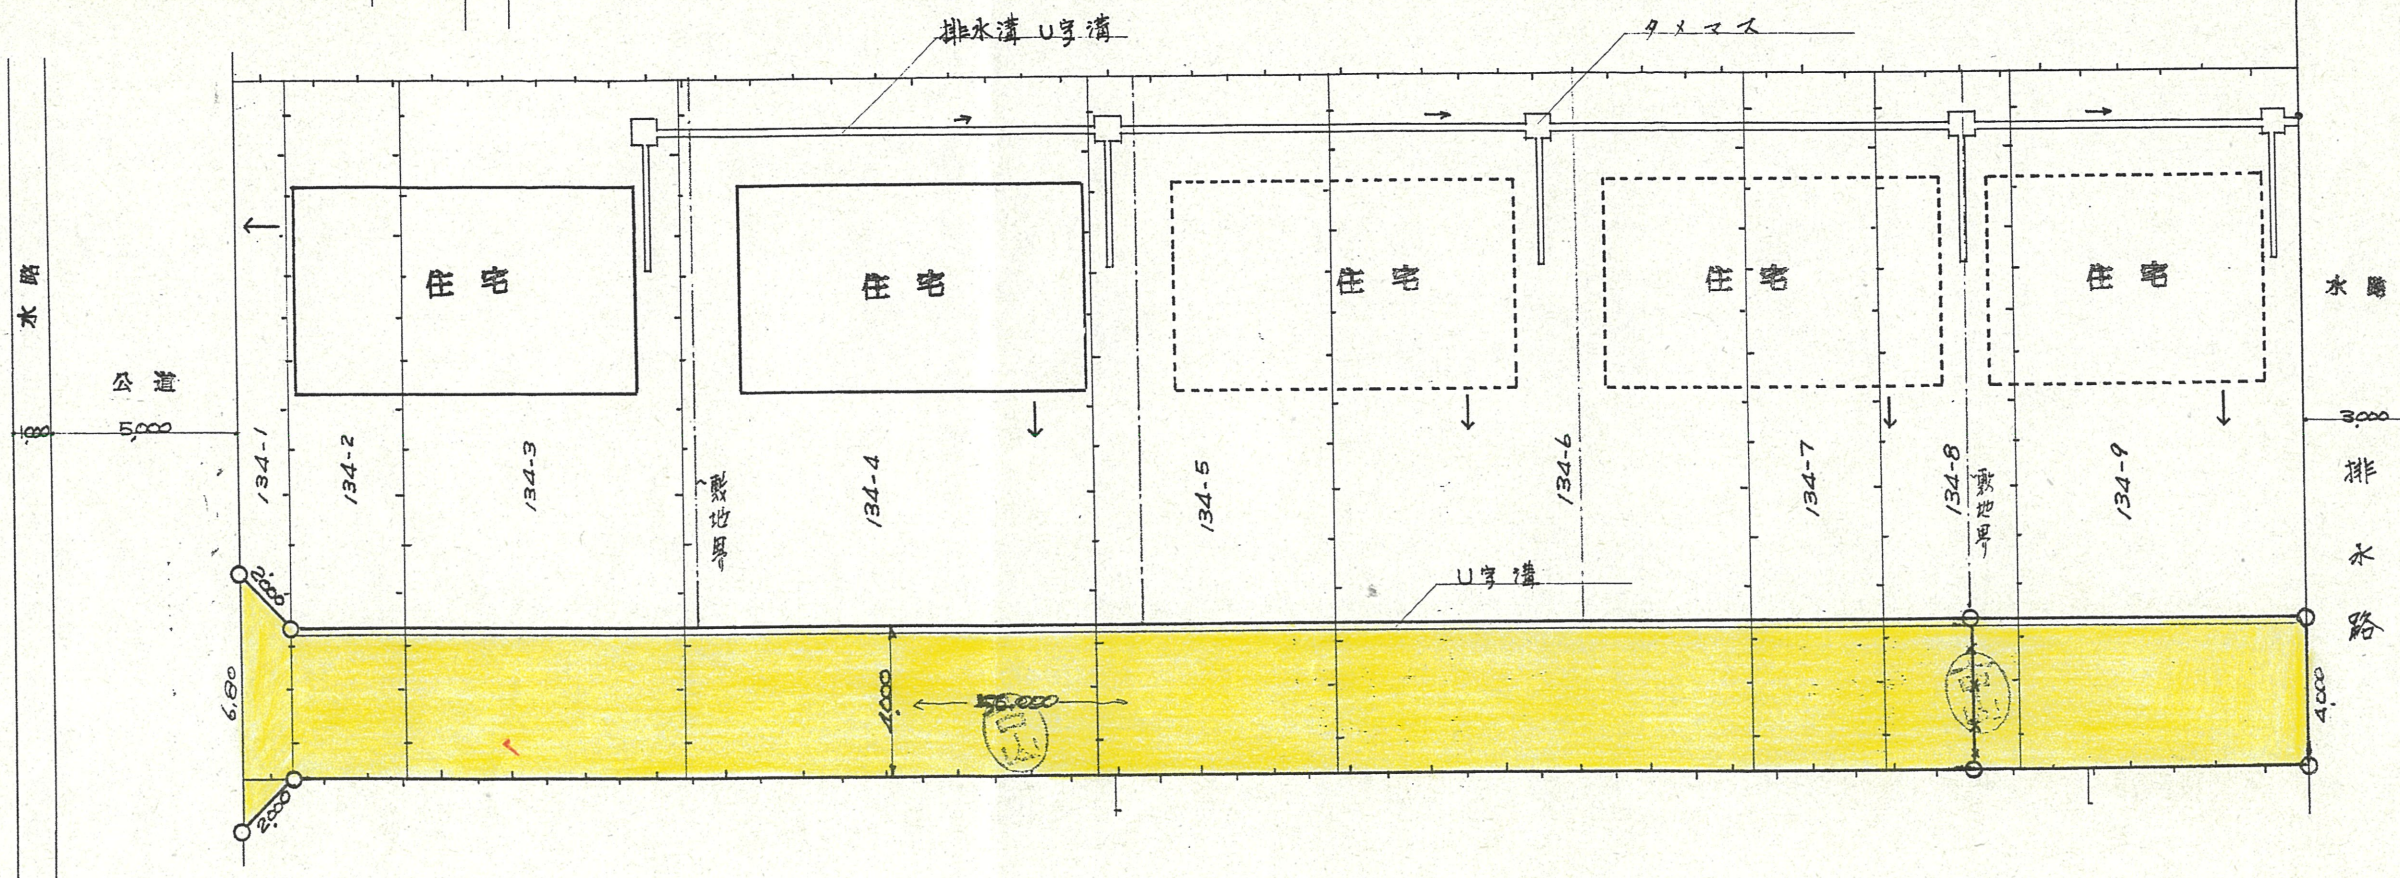 排水溝 U字溝
タメマス
水路
公道
5,000
住宅
住宅
住宅
住宅
住宅
水路
3,000
排水路
134-1
134-2
134-3
敷地界
134-4
134-5
134-6
134-7
134-8
敷地界
134-9
U字溝
2,000
6,80
4,000
2,000
4,000